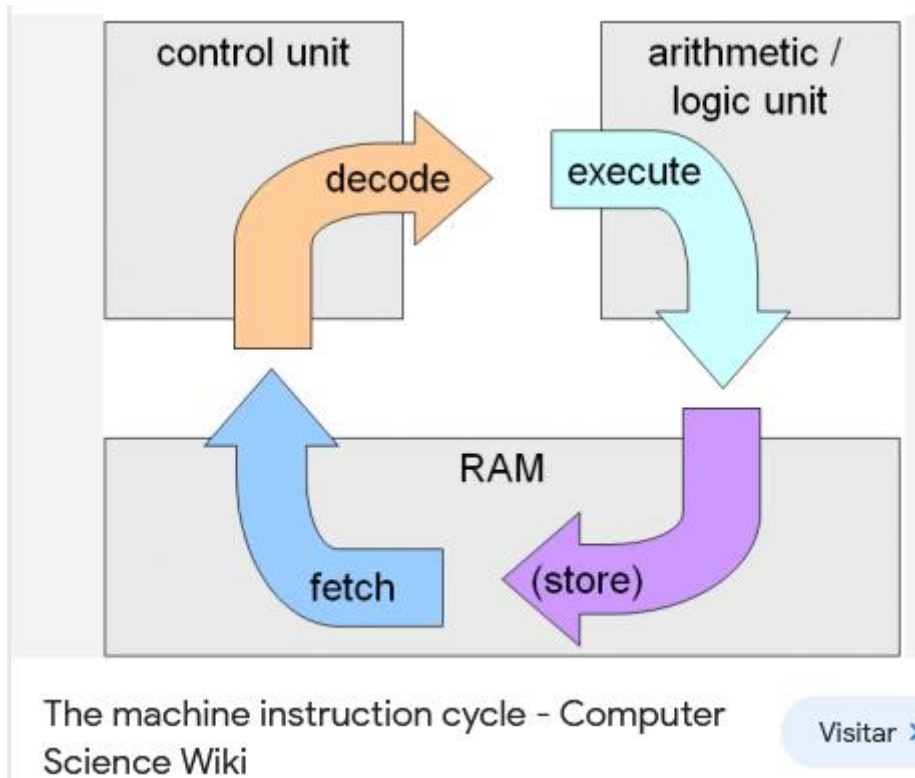 control unit
arithmetic /
logic unit
decode
execute
RAM
fetch
(store)
The machine instruction cycle - Computer
Science Wiki
Visitar